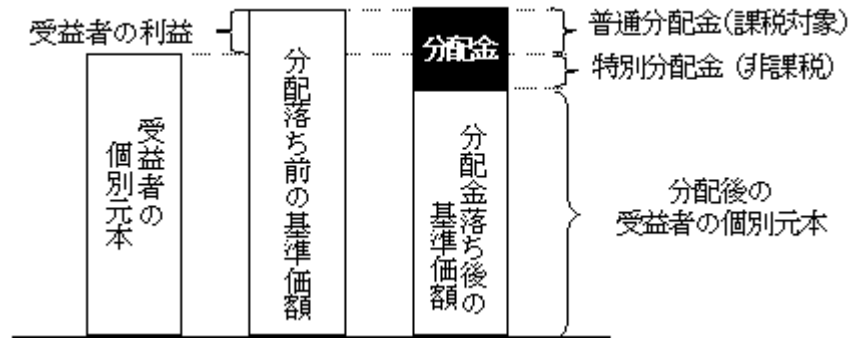 受益者の利益
受益者の
個別元本
分配落ち前の基準価額
分配金
分配金落ち後の
基準価額
普通分配金(課税対象)
特別分配金 (非課税)
分配後の
受益者の個別元本